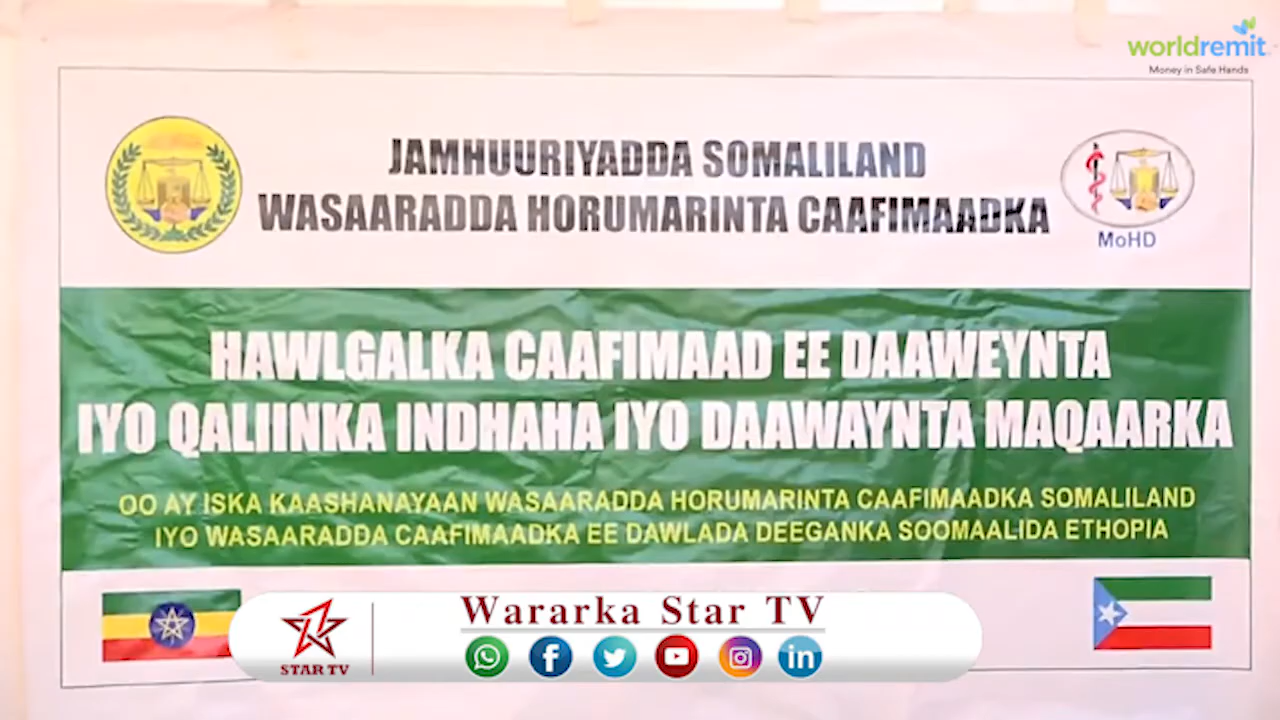 worldremit
Money in Safe Hands
JAMHUURIYADDA SOMALILAND
WASAARADDA HORUMARINTA CAAFIMAADKA
MoHD
HAWLGALKA CAAFIMAAD EE DAAWEYNTA
IYO QALIINKA INDHAHA IYO DAAWAYNTA MAQAARKA
OO AY ISKA KAASHANAYAAN WASAARADDA HORUMARINTA CAAFIMAADKA SOMALILAND
IYO WASAARADDA CAAFIMAADKA EE DAWLADA DEEGANKA SOOMAALIDA ETHOPIA
Wararka Star TV
STAR TV